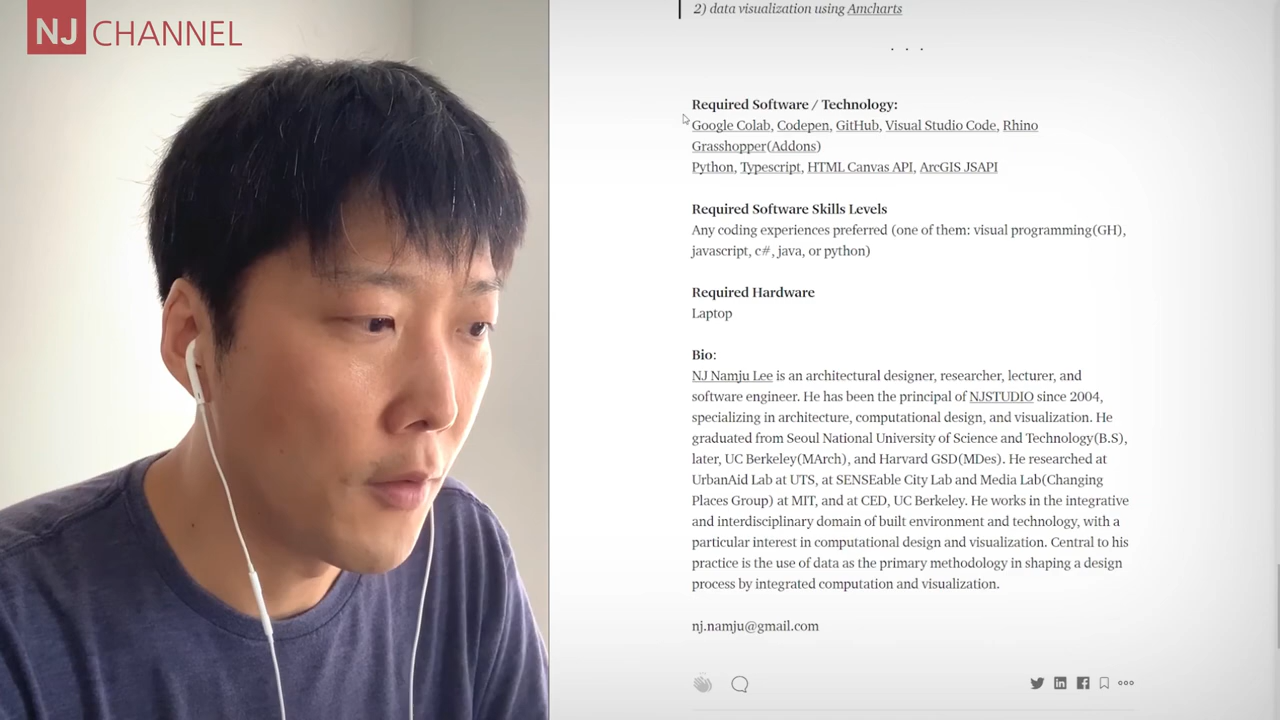 NJ CHANNEL
2) data visualization using Amcharts
. . .
Required Software / Technology:
Google Colab, Codepen, GitHub, Visual Studio Code, Rhino
Grasshopper(Addons)
Python, Typescript, HTML Canvas API, ArcGIS JSAPI
Required Software Skills Levels
Any coding experiences preferred (one of them: visual programming(GH),
javascript, c#, java, or python)
Required Hardware
Laptop
Bio:
NJ Namju Lee is an architectural designer, researcher, lecturer, and
software engineer. He has been the principal of NJSTUDIO since 2004,
specializing in architecture, computational design, and visualization. He
graduated from Seoul National University of Science and Technology(B.S),
later, UC Berkeley(MArch), and Harvard GSD(MDes). He researched at
UrbanAid Lab at UTS, at SENSEable City Lab and Media Lab(Changing
Places Group) at MIT, and at CED, UC Berkeley. He works in the integrative
and interdisciplinary domain of built environment and technology, with a
particular interest in computational design and visualization. Central to his
practice is the use of data as the primary methodology in shaping a design
process by integrated computation and visualization.
nj.namju@gmail.com